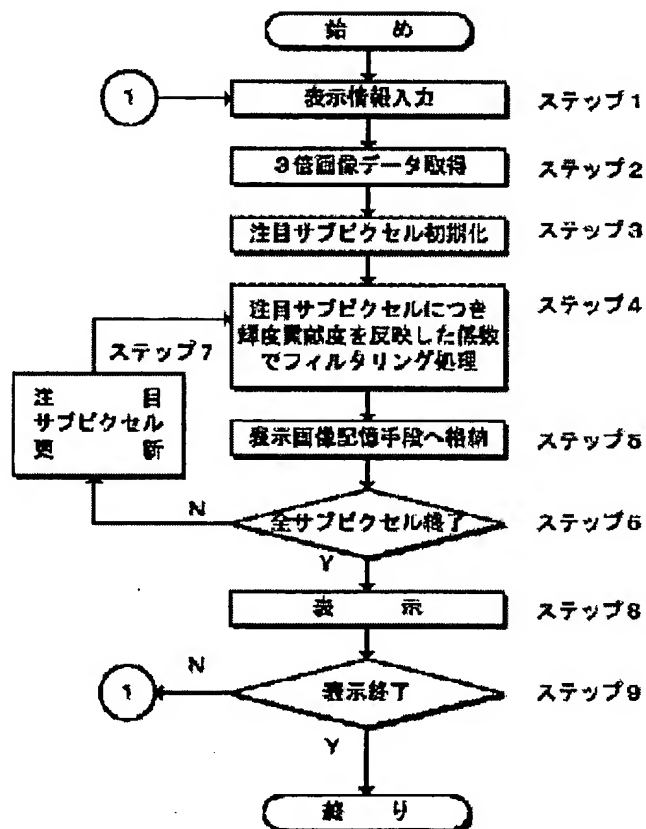 始 め
1
表示情報入力
ステップ1
3倍画像データ取得
ステップ2
注目サブピクセル初期化
ステップ3
注目サブピクセルにつき
輝度貢献度を反映した係数
でフィルタリング処理
ステップ4
ステップ7
注 目
サブピクセル
更 新
表示画像記憶手段へ格納
ステップ5
N
全サブピクセル終了
ステップ6
Y
表 示
ステップ8
N
1
表示終了
ステップ9
Y
終 り